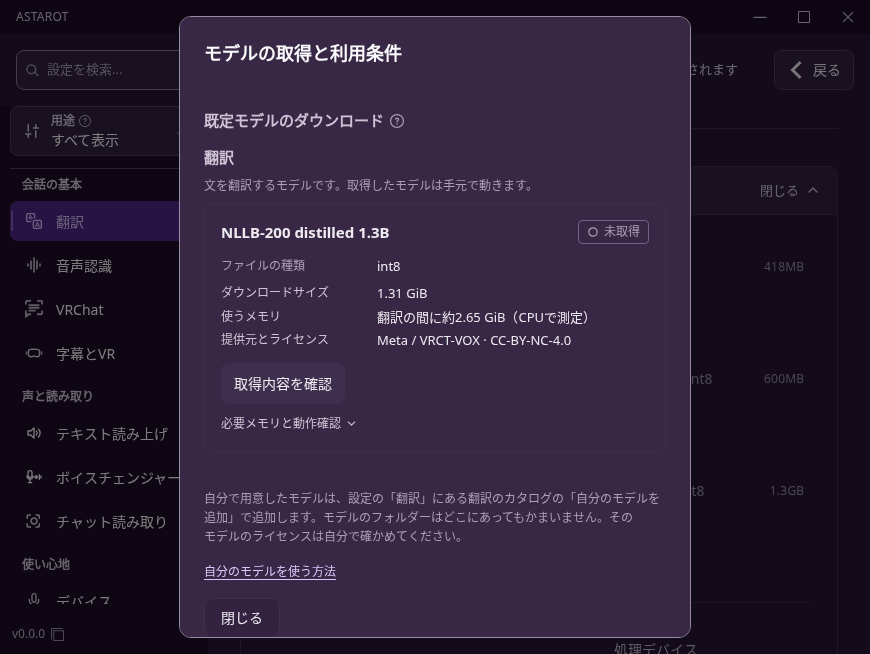 ASTAROT
設定を検索...
されます
戻る
用途
すべて表示
会話の基本
翻訳
音声認識
VRChat
字幕とVR
声と読み取り
テキスト読み上げ
ボイスチェンジャー
チャット読み取り
使い心地
デバイス
v0.0.0
モデルの取得と利用条件
既定モデルのダウンロード
翻訳
文を翻訳するモデルです。取得したモデルは手元で動きます。
NLLB-200 distilled 1.3B
未取得
ファイルの種類 int8
ダウンロードサイズ 1.31 GiB
使うメモリ 翻訳の間に約2.65 GiB（CPUで測定）
提供元とライセンス Meta / VRCT-VOX · CC-BY-NC-4.0
取得内容を確認
必要メモリと動作確認
自分で用意したモデルは、設定の「翻訳」にある翻訳のカタログの「自分のモデルを
追加」で追加します。モデルのフォルダーはどこにあってもかまいません。その
モデルのライセンスは自分で確かめてください。
自分のモデルを使う方法
閉じる
閉じる
418MB
nt8 600MB
t8 1.3GB
処理デバイス